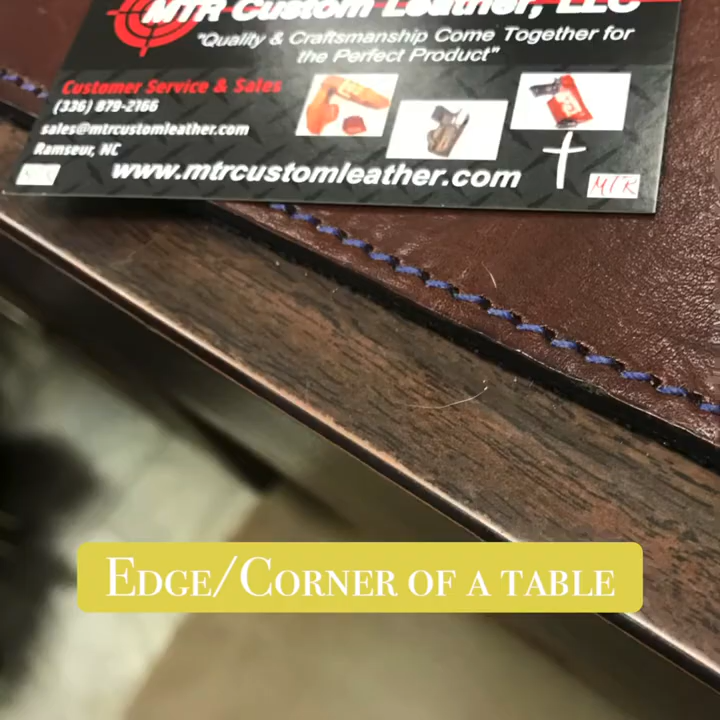 MTR Custom Leather, LLC
"Quality & Craftsmanship Come Together for
the Perfect Product"
Customer Service & Sales
(336) 879-2166
sales@mtrcustomleather.com
Ramseur, NC
www.mtrcustomleather.com
MTR
Edge/Corner of a table